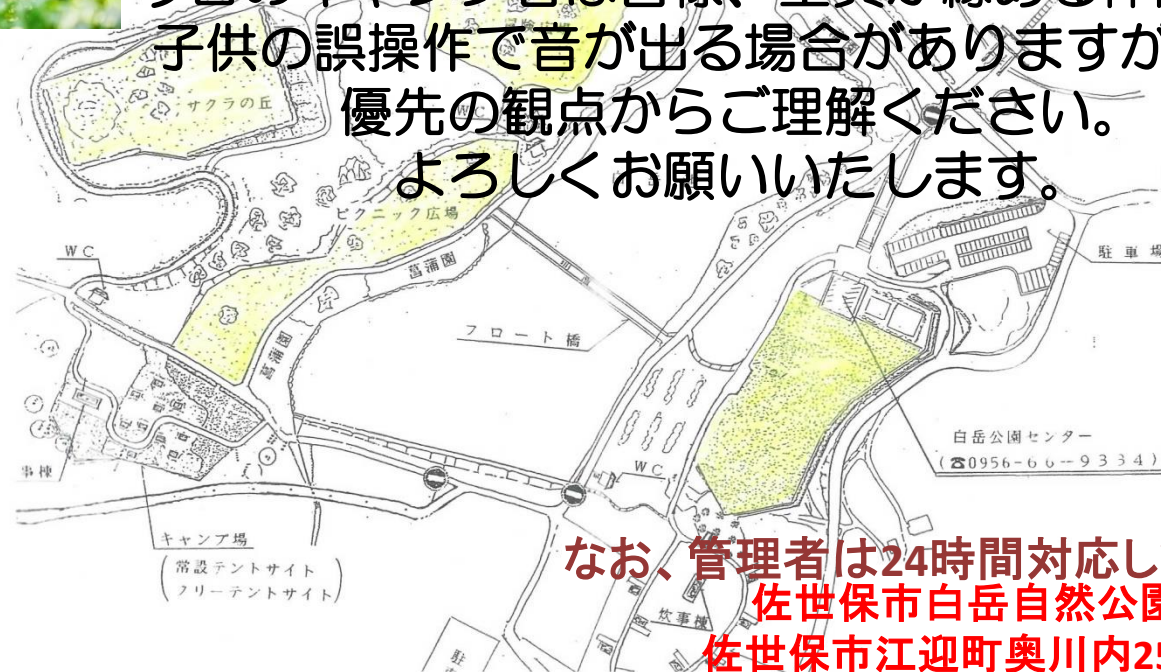 子供の誤操作で音が出る場合がありますが
サクラの丘
優先の観点からご理解ください。
よろしくお願いいたします。
ピクニック広場
WC
菖蒲園
駐車場
フロート橋
菖蒲園
白岳公園センター
(☎0956-66-9334)
WC
事棟
キャンプ場
常設テントサイト
フリーテントサイト
なお、管理者は24時間対応し
佐世保市白岳自然公園
炊事棟
佐世保市江迎町奥川内25
駐